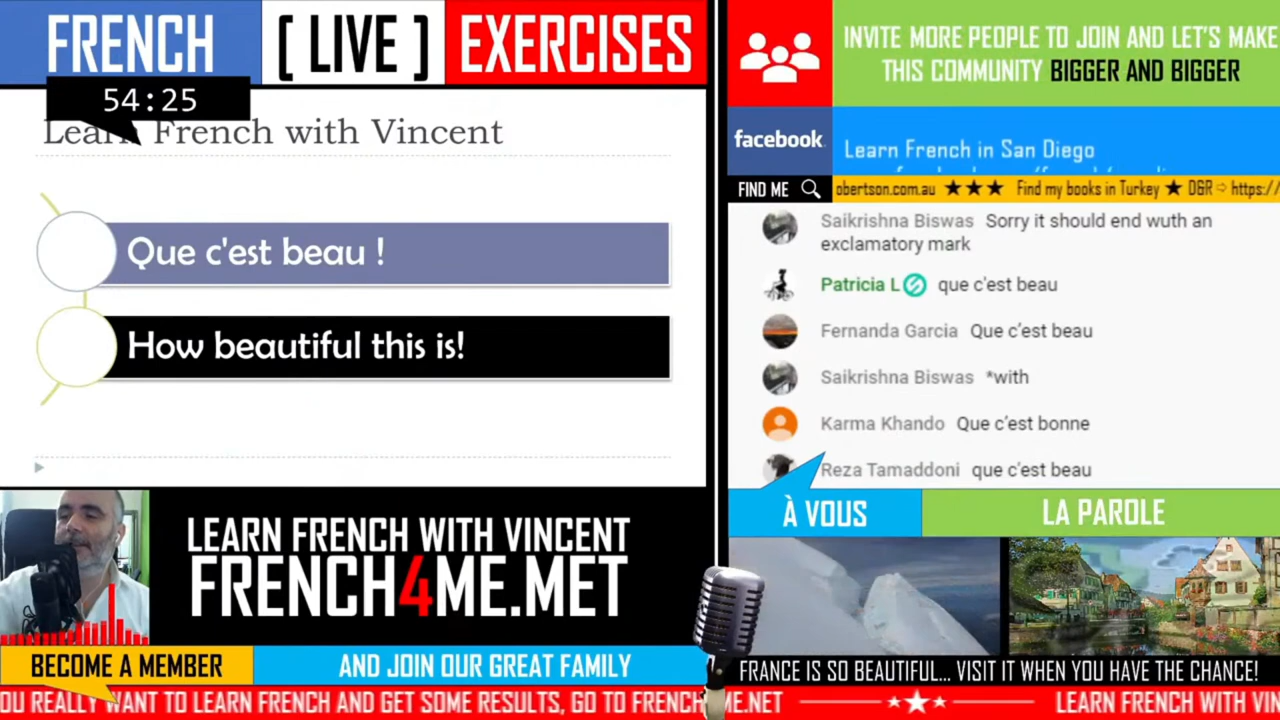 FRENCH [ LIVE ] EXERCISES
54:25
Learn French with Vincent
Que c'est beau !
How beautiful this is!
LEARN FRENCH WITH VINCENT
FRENCH4ME.MET
BECOME A MEMBER
AND JOIN OUR GREAT FAMILY
INVITE MORE PEOPLE TO JOIN AND LET'S MAKE
THIS COMMUNITY BIGGER AND BIGGER
facebook.
Learn French in San Diego
FIND ME
obertson.com.au ★★★ Find my books in Turkey ★ D&R ⇨ https://
Saikrishna Biswas Sorry it should end wuth an
exclamatory mark
Patricia L que c'est beau
Fernanda Garcia Que c'est beau
Saikrishna Biswas *with
Karma Khando Que c'est bonne
Reza Tamaddoni que c'est beau
À VOUS
LA PAROLE
FRANCE IS SO BEAUTIFUL... VISIT IT WHEN YOU HAVE THE CHANCE!
YOU REALLY WANT TO LEARN FRENCH AND GET SOME RESULTS, GO TO FRENCH ME.NET
LEARN FRENCH WITH VIN